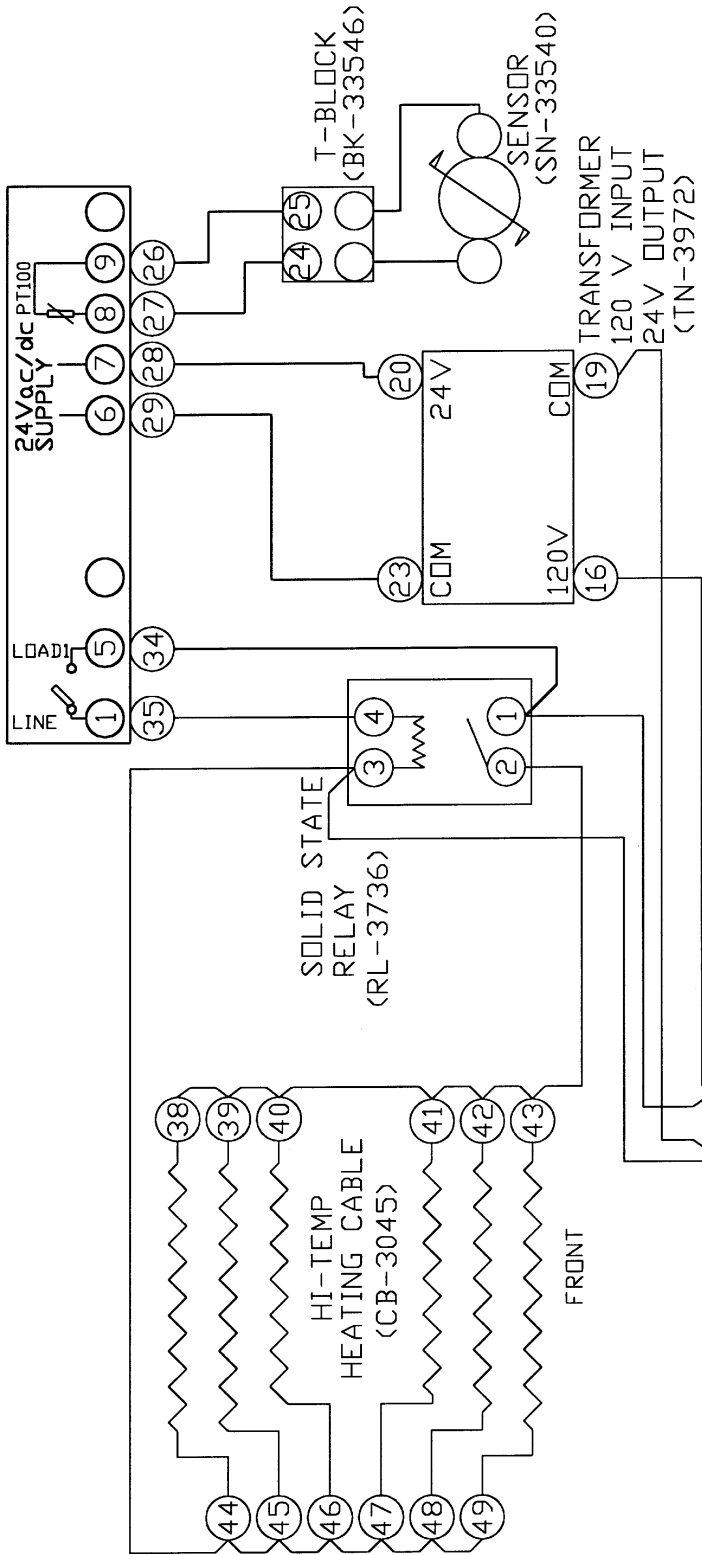 LINE
LOAD1
24Vac/dc
SUPPLY
PT100
1
5
6
7
8
9
35
34
29
28
27
26
T-BLOCK
(BK-33546)
24
25
SENSOR
(SN-33540)
TRANSFORMER
120 V INPUT
24V OUTPUT
(TN-3972)
23
COM
20
24V
120V
16
COM
19
SOLID STATE
RELAY
(RL-3736)
3
4
2
1
HI-TEMP
HEATING CABLE
(CB-3045)
38
39
40
41
42
43
44
45
46
47
48
49
FRONT